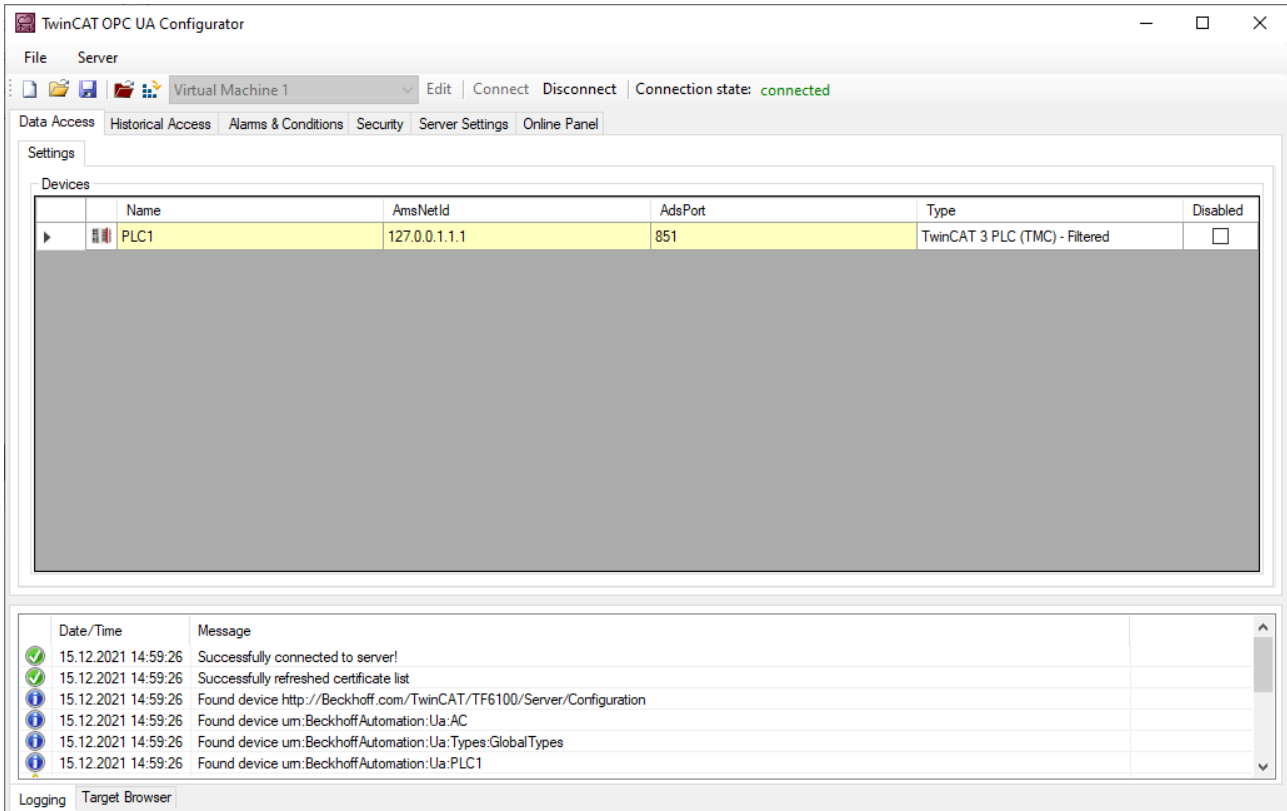 TwinCAT OPC UA Configurator
File Server
Virtual Machine 1 Edit Connect Disconnect Connection state: connected
Data Access Historical Access Alarms & Conditions Security Server Settings Online Panel
Settings
Devices
Name AmsNetId AdsPort Type Disabled
PLC1 127.0.0.1.1.1 851 TwinCAT 3 PLC (TMC) - Filtered
Date/Time Message
15.12.2021 14:59:26 Successfully connected to server!
15.12.2021 14:59:26 Successfully refreshed certificate list
15.12.2021 14:59:26 Found device http://Beckhoff.com/TwinCAT/TF6100/Server/Configuration
15.12.2021 14:59:26 Found device urn:BeckhoffAutomation:Ua:AC
15.12.2021 14:59:26 Found device urn:BeckhoffAutomation:Ua:Types:GlobalTypes
15.12.2021 14:59:26 Found device urn:BeckhoffAutomation:Ua:PLC1
Logging Target Browser